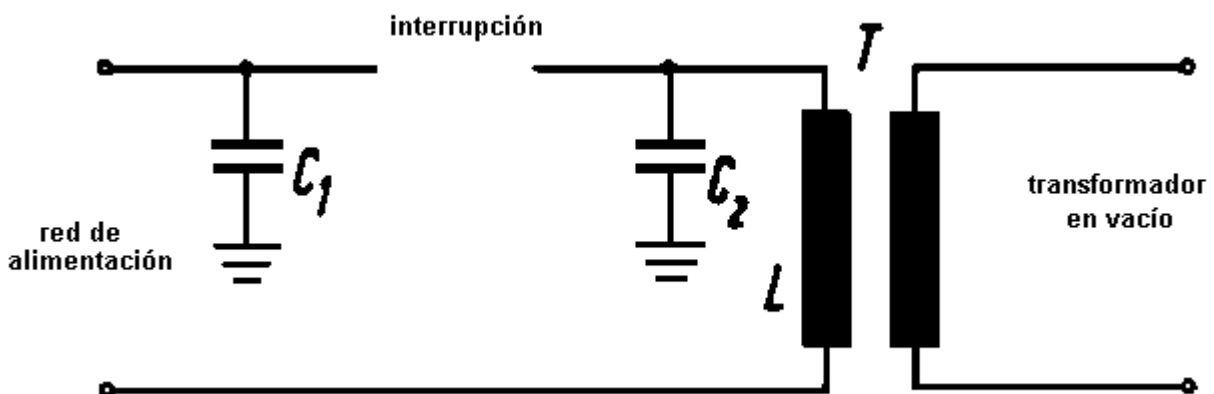 interrupción
T
C1
C2
red de
alimentación
L
transformador
en vacío